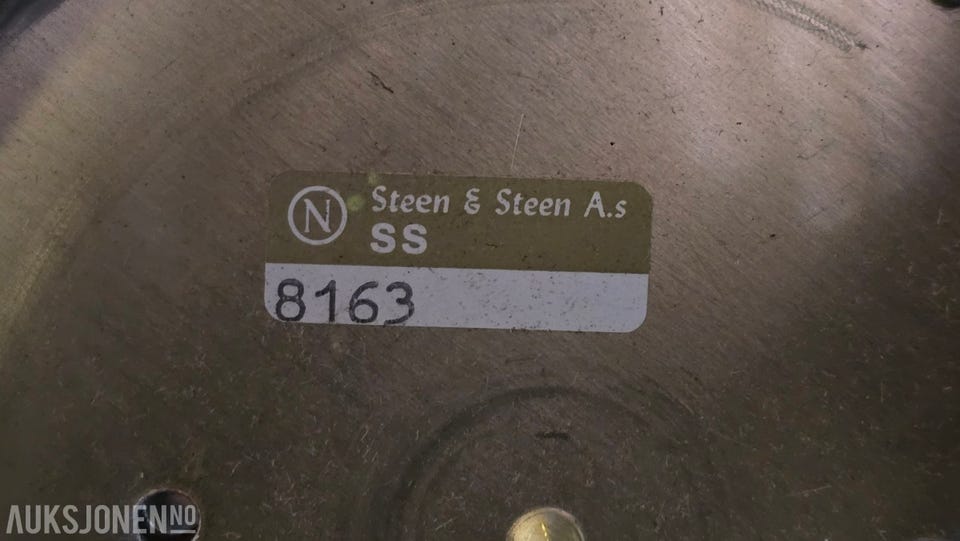 N Steen & Steen A.s
SS
8163
AUKSJONEN.NO